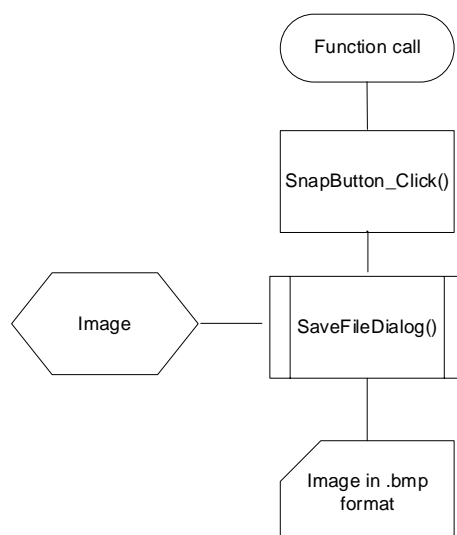 Function call
SnapButton_Click()
Image
SaveFileDialog()
Image in .bmp
format